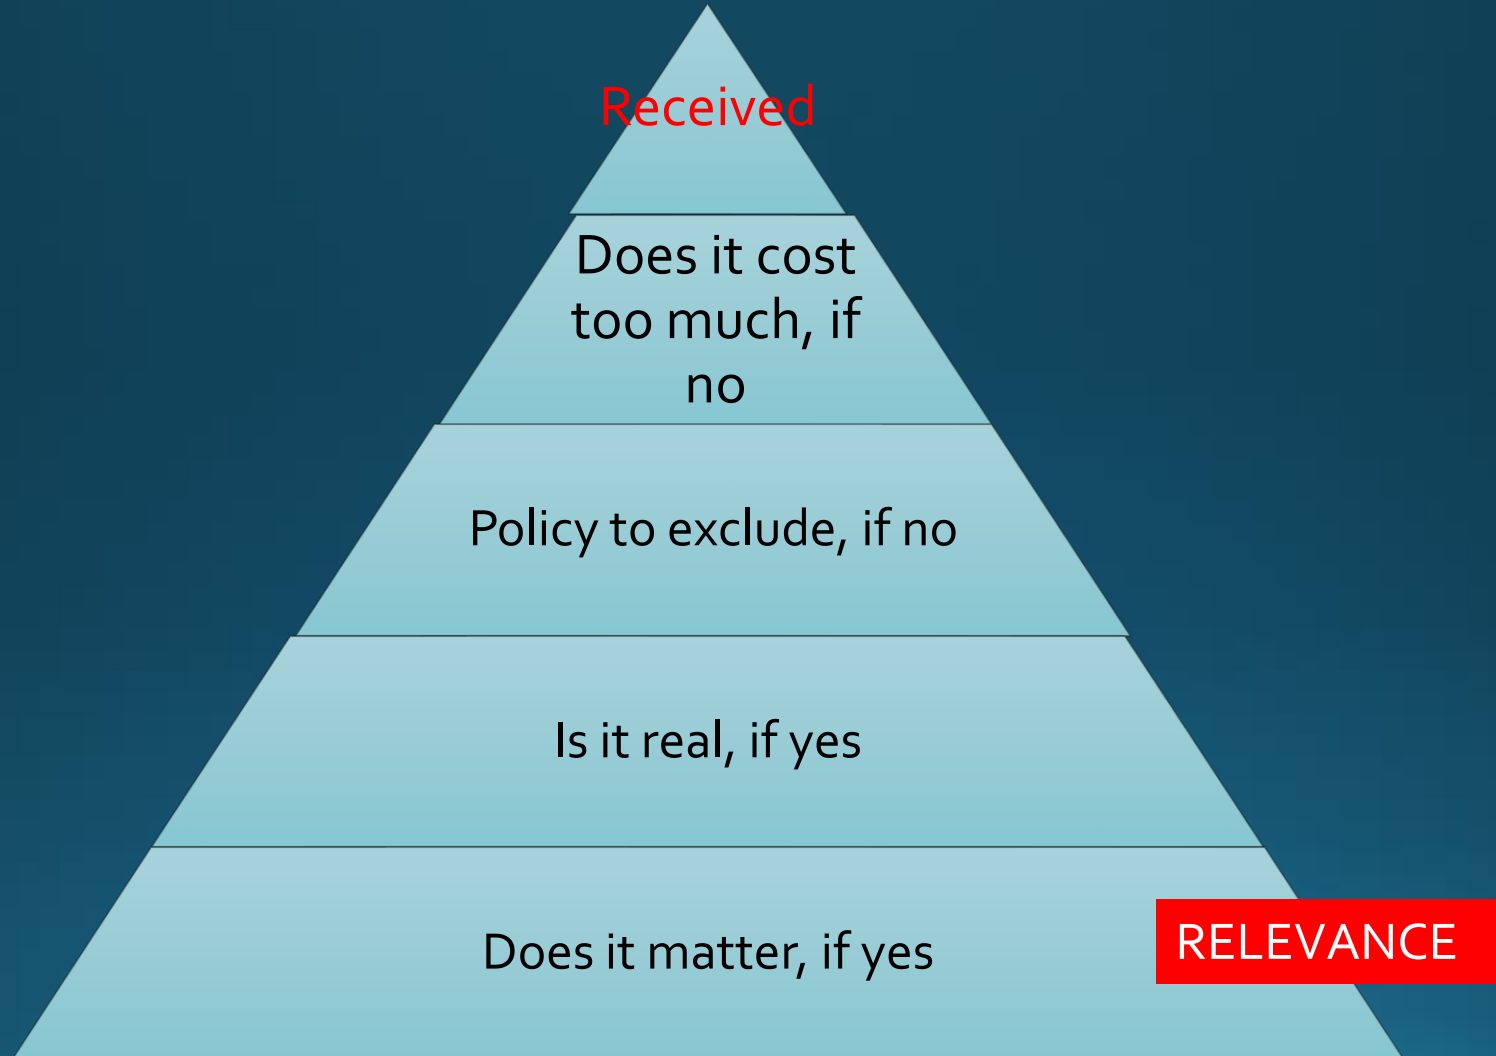 Received
Does it cost
too much, if
no
Policy to exclude, if no
Is it real, if yes
Does it matter, if yes
RELEVANCE